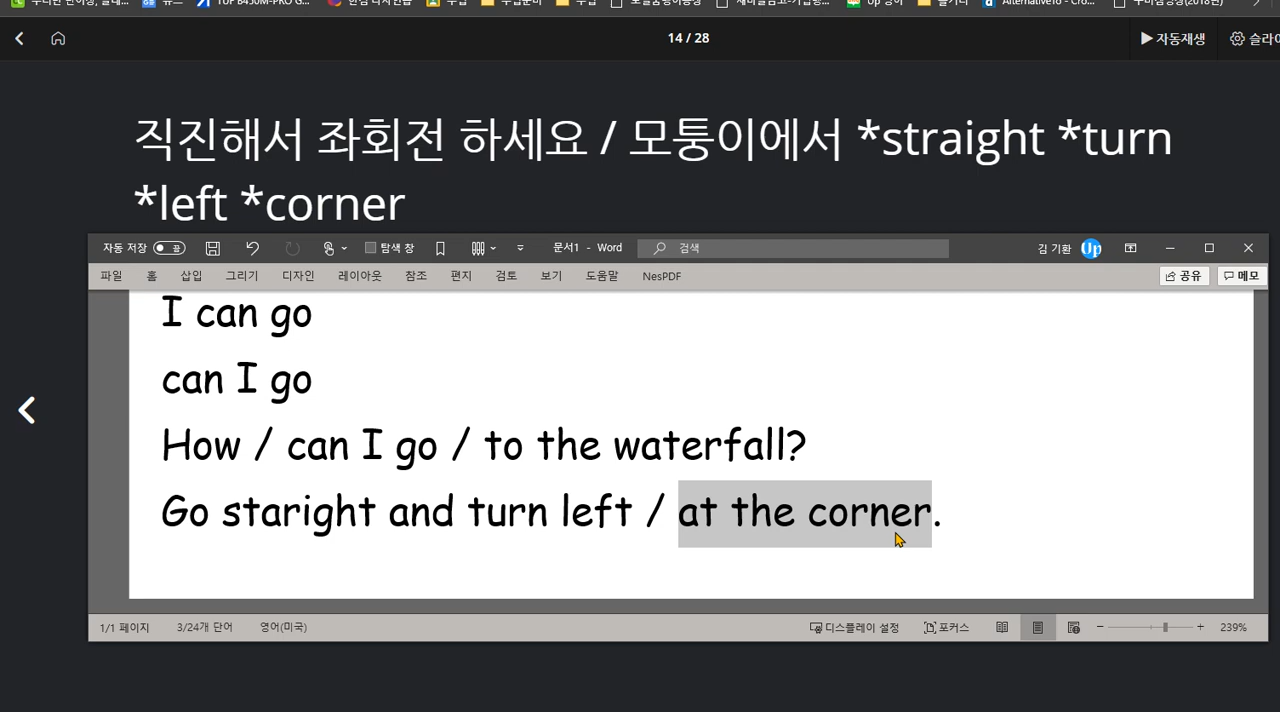 14 / 28
▶ 자동재생
직진해서 좌회전 하세요 / 모퉁이에서 *straight *turn
*left *corner
자동 저장 탐색 창 문서1 - Word 검색 김 기환 Up
파일 홈 삽입 그리기 디자인 레이아웃 참조 편지 검토 보기 도움말 NesPDF 공유 메모
I can go
can I go
How / can I go / to the waterfall?
Go staright and turn left / at the corner.
1/1 페이지 3/24개 단어 영어(미국) 디스플레이 설정 포커스 239%